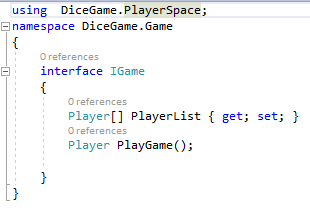 using  DiceGame.PlayerSpace;
namespace DiceGame.Game
{
0 references
interface IGame
{
0 references
Player[] PlayerList { get; set; }
0 references
Player PlayGame();
}
}